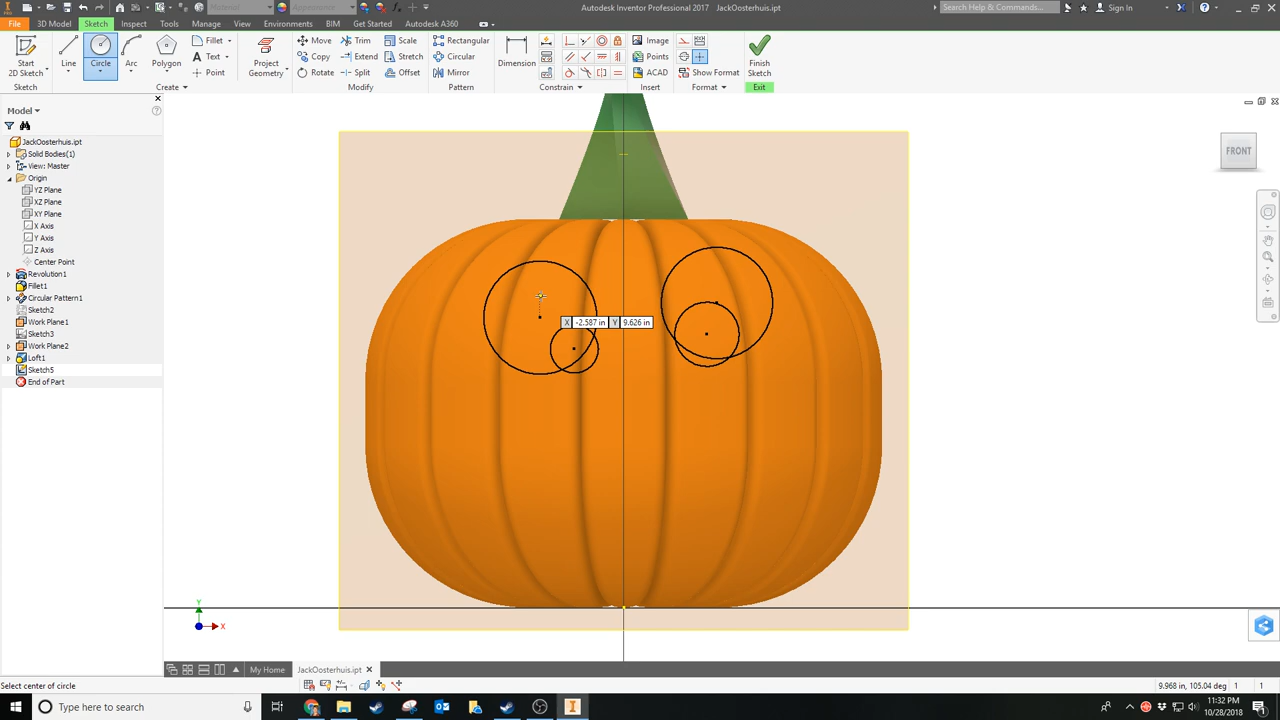 Material
Appearance
Autodesk Inventor Professional 2017 JackOosterhuis.ipt
Search Help & Commands...
Sign In
File
3D Model
Sketch
Inspect
Tools
Manage
View
Environments
BIM
Get Started
Autodesk A360
Start
2D Sketch
Line
Circle
Arc
Polygon
Fillet
Text
Point
Project
Geometry
Move
Copy
Rotate
Trim
Extend
Split
Scale
Stretch
Offset
Rectangular
Circular
Mirror
Dimension
Image
Points
ACAD
Show Format
Finish
Sketch
Sketch
Create
Modify
Pattern
Constrain
Insert
Format
Exit
Model
JackOosterhuis.ipt
Solid Bodies(1)
View: Master
Origin
YZ Plane
XZ Plane
XY Plane
X Axis
Y Axis
Z Axis
Center Point
Revolution1
Fillet1
Circular Pattern1
Sketch2
Work Plane1
Sketch3
Work Plane2
Loft1
Sketch5
End of Part
FRONT
X -2.587 in Y 9.626 in
Y
X
My Home
JackOosterhuis.ipt
Select center of circle
9.968 in, 105.04 deg 1 1
Type here to search
11:32 PM
10/28/2018